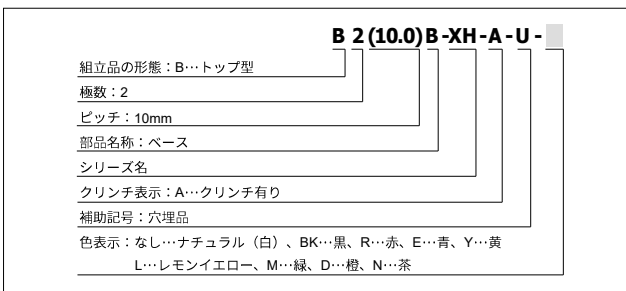 B 2 (10.0) B -XH - A - U -
組立品の形態：B…トップ型
極数：2
ピッチ：10mm
部品名称：ベース
シリーズ名
クリンチ表示：A…クリンチ有り
補助記号：穴埋品
色表示：なし…ナチュラル（白）、BK…黒、R…赤、E…青、Y…黄
L…レモンイエロー、M…緑、D…橙、N…茶